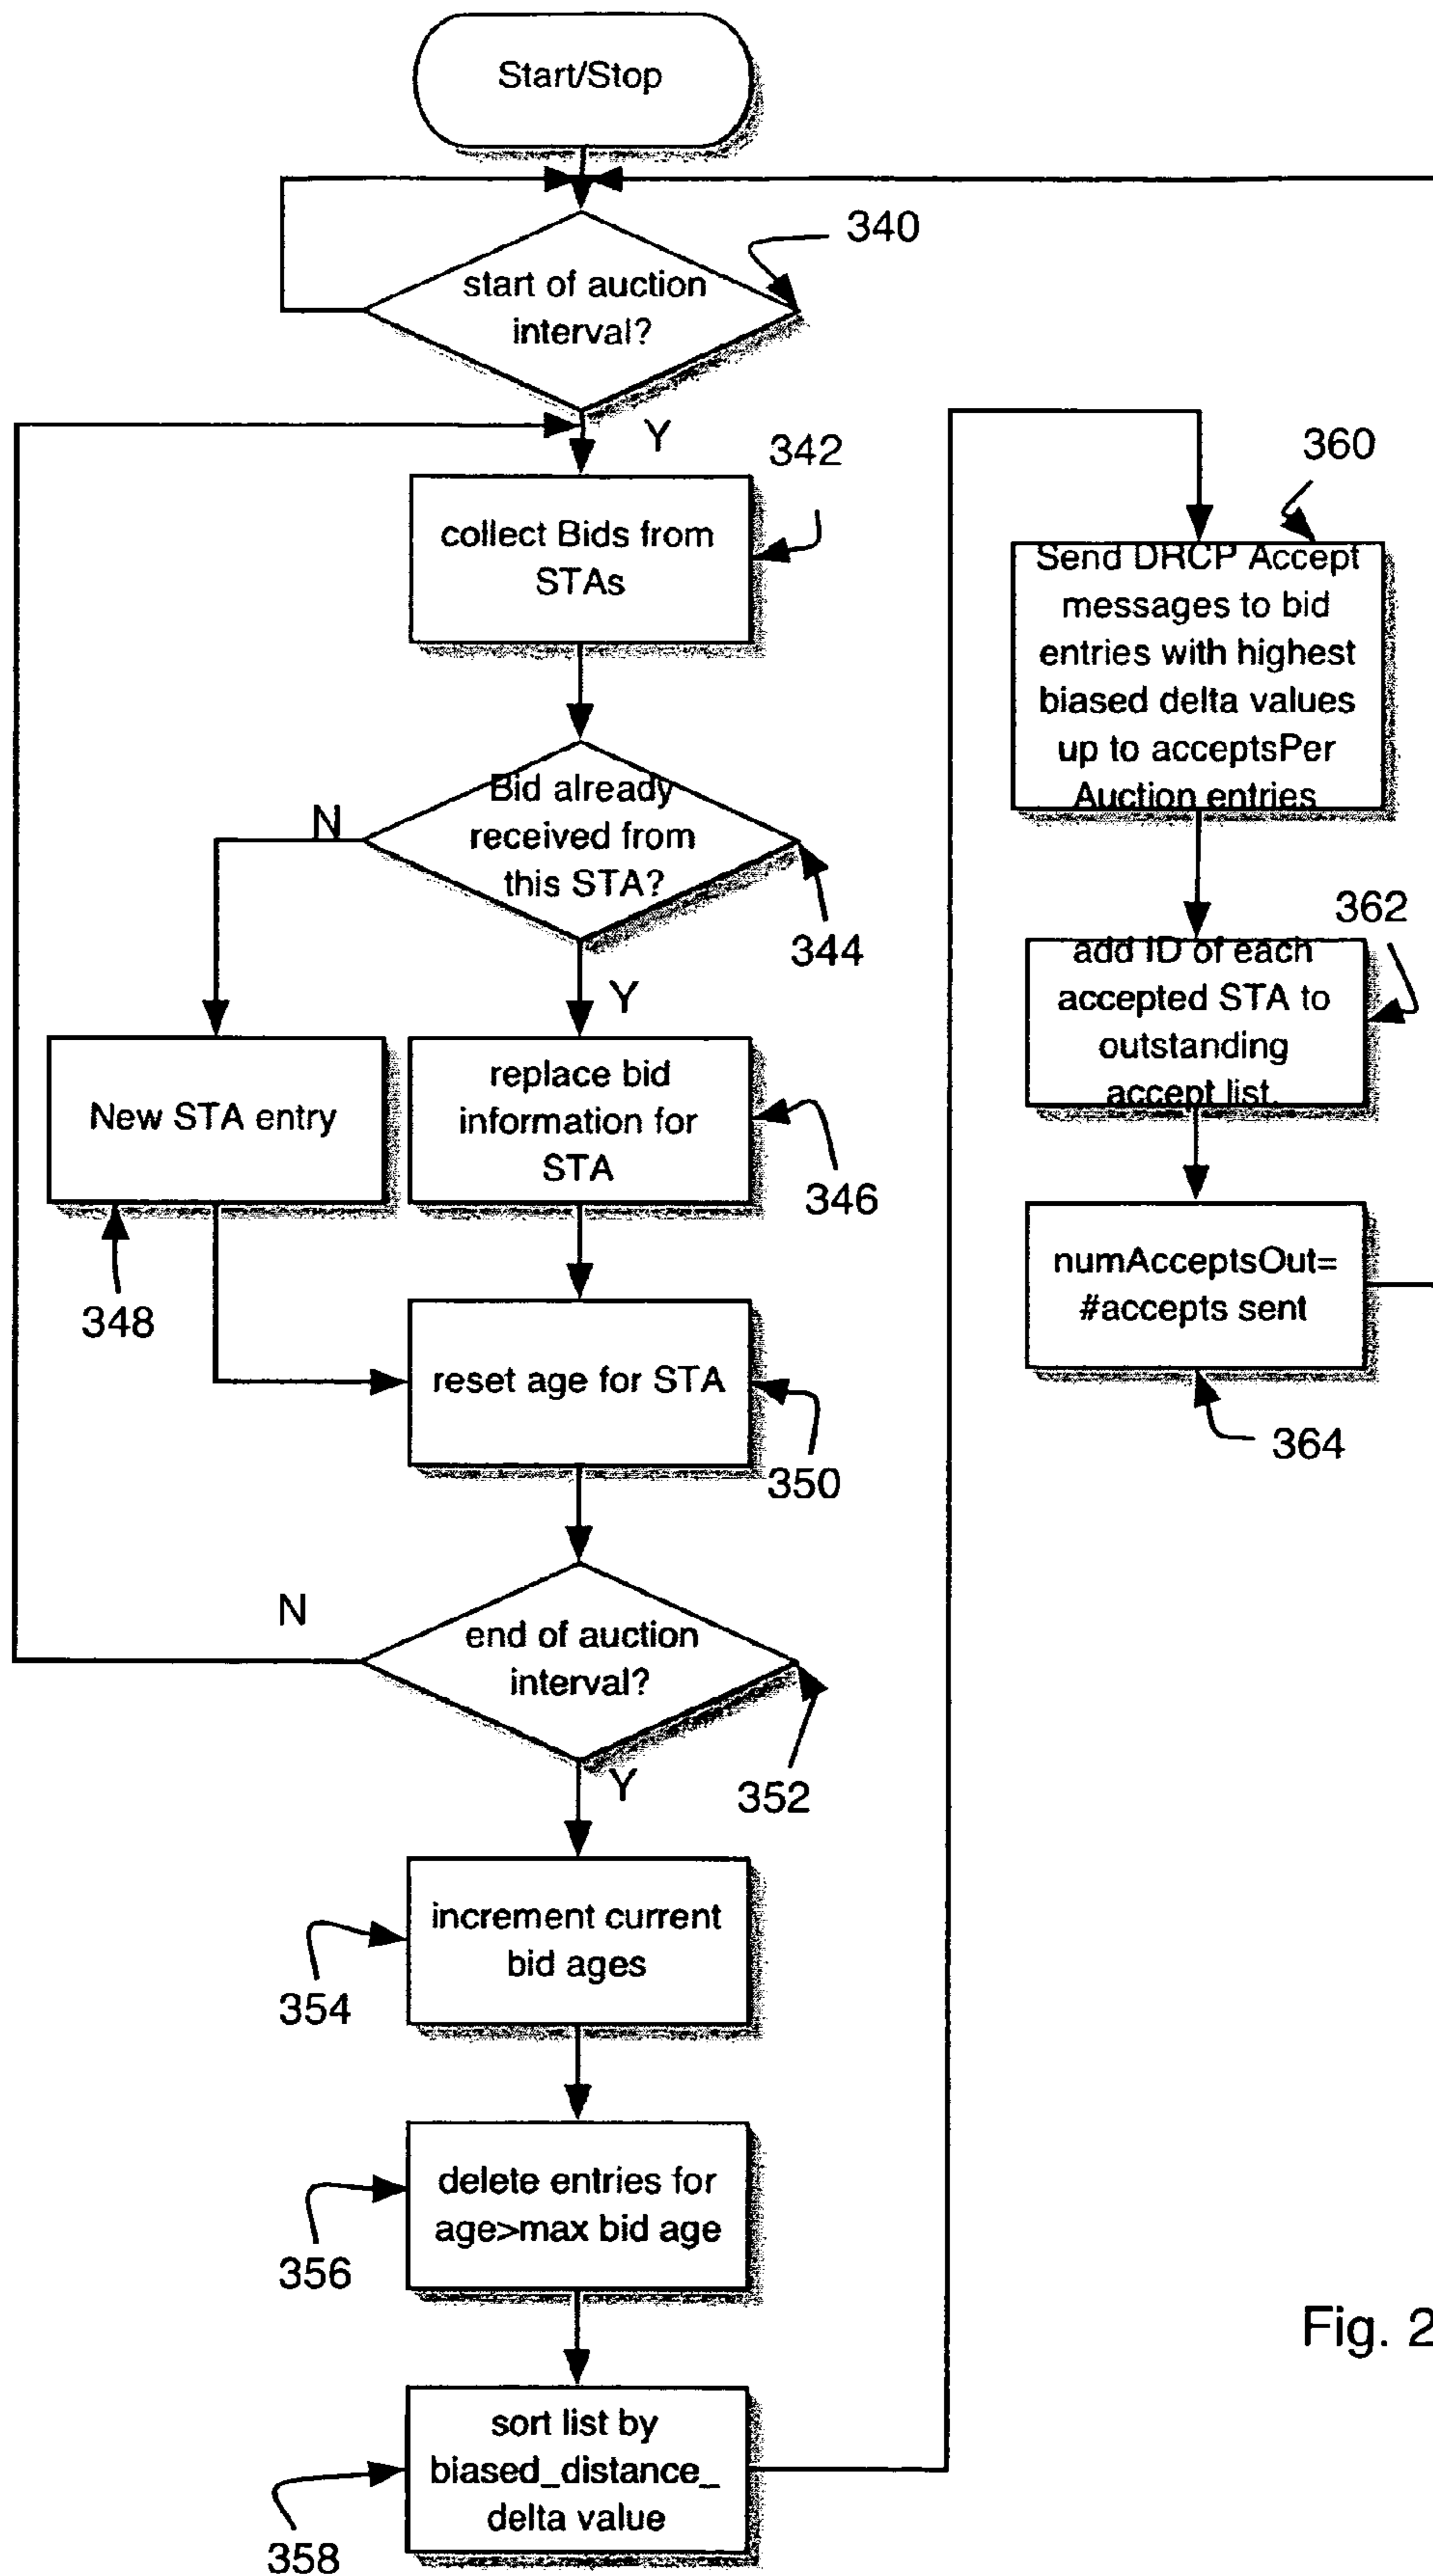 Start/Stop
340
start of auction
interval?
Y
342
collect Bids from
STAs
Bid already
received from
this STA?
N
344
Y
New STA entry
348
replace bid
information for
STA
346
reset age for STA
350
end of auction
interval?
N
352
Y
increment current
bid ages
354
delete entries for
age>max bid age
356
sort list by
biased_distance_
delta value
358
360
Send DRCP Accept
messages to bid
entries with highest
biased delta values
up to acceptsPer
Auction entries
362
add ID of each
accepted STA to
outstanding
accept list.
numAcceptsOut=
#accepts sent
364
Fig. 2